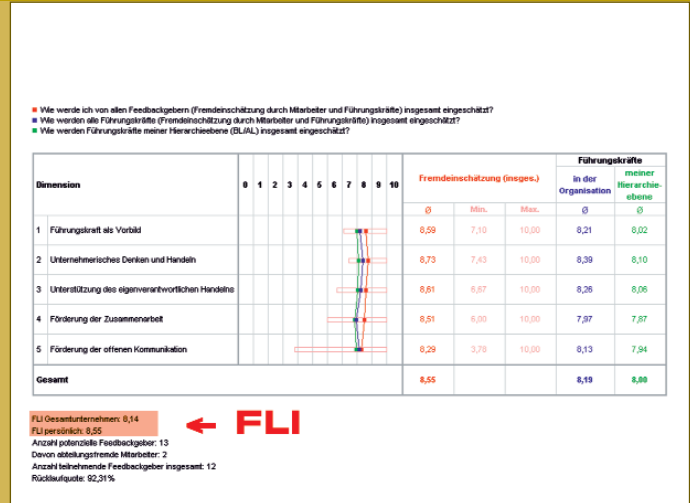 Wie werde ich von allen Feedbackgebern (Fremdeinschätzung durch Mitarbeiter und Führungskräfte) insgesamt eingeschätzt?
Wie werden alle Führungskräfte (Fremdeinschätzung durch Mitarbeiter und Führungskräfte) insgesamt eingeschätzt?
Wie werden Führungskräfte meiner Hierarchieebene (BL/AL) insgesamt eingeschätzt?
Führungskräfte
Dimension 0 1 2 3 4 5 6 7 8 9 10 Fremdeinschätzung (insges.) in der Organisation meiner Hierarchie-ebene
Ø Min. Max. Ø Ø
1 Führungskraft als Vorbild 8,59 7,10 10,00 8,21 8,02
2 Unternehmerisches Denken und Handeln 8,73 7,43 10,00 8,39 8,10
3 Unterstützung des eigenverantwortlichen Handelns 8,61 6,67 10,00 8,26 8,06
4 Förderung der Zusammenarbeit 8,51 6,00 10,00 7,97 7,87
5 Förderung der offenen Kommunikation 8,29 3,78 10,00 8,13 7,94
Gesamt 8,55 8,19 8,00
FLI Gesamtunternehmen: 8,14
FLI persönlich: 8,55
FLI
Anzahl potenzielle Feedbackgeber: 13
Davon abteilungsfremde Mitarbeiter: 2
Anzahl teilnehmende Feedbackgeber insgesamt: 12
Rücklaufquote: 92,31%